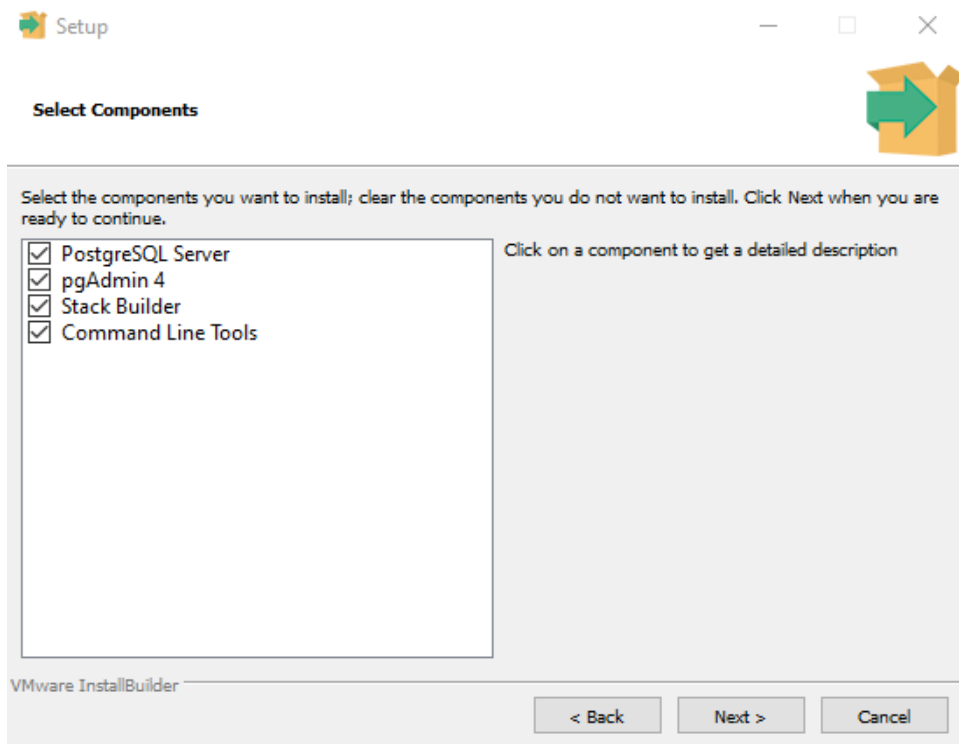 Setup
Select Components
Select the components you want to install; clear the components you do not want to install. Click Next when you are
ready to continue.
PostgreSQL Server
pgAdmin 4
Stack Builder
Command Line Tools
Click on a component to get a detailed description
VMware InstallBuilder
< Back
Next >
Cancel